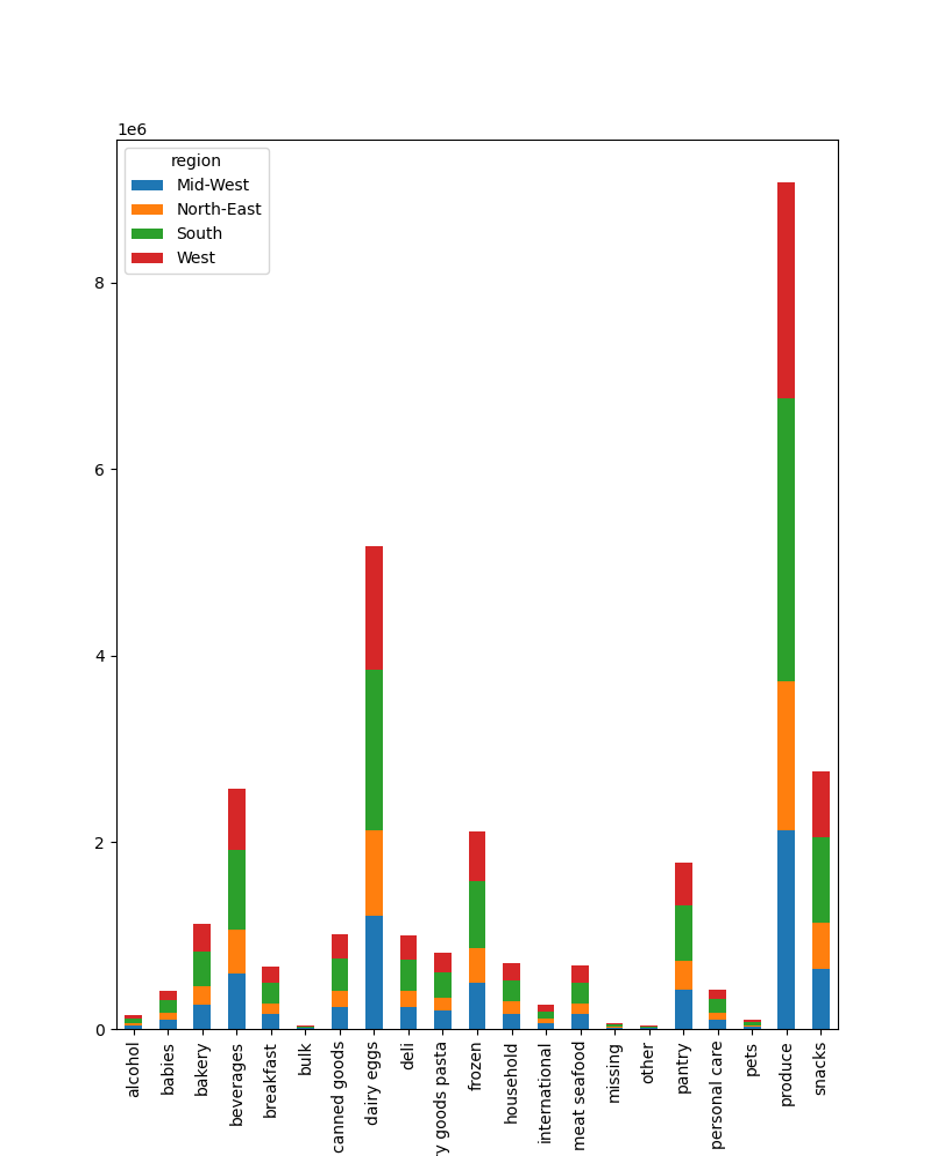 1e6
region
Mid-West
North-East
South
West
8
6
4
2
0
alcohol
babies
bakery
beverages
breakfast
bulk
canned goods
dairy eggs
deli
y goods pasta
frozen
household
international
meat seafood
missing
other
pantry
personal care
pets
produce
snacks